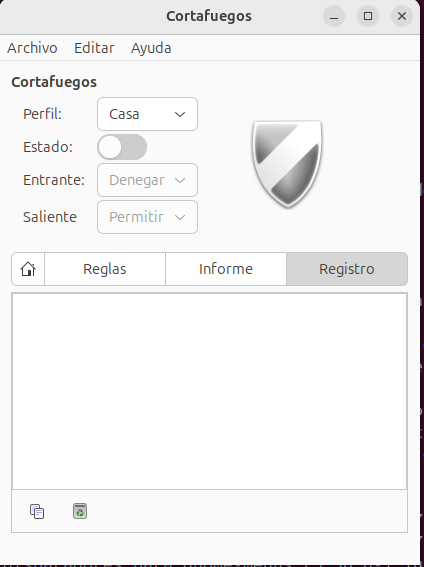 Cortafuegos
Archivo Editar Ayuda
Cortafuegos
Perfil: Casa
Estado:
Entrante: Denegar
Saliente Permitir
Reglas Informe Registro